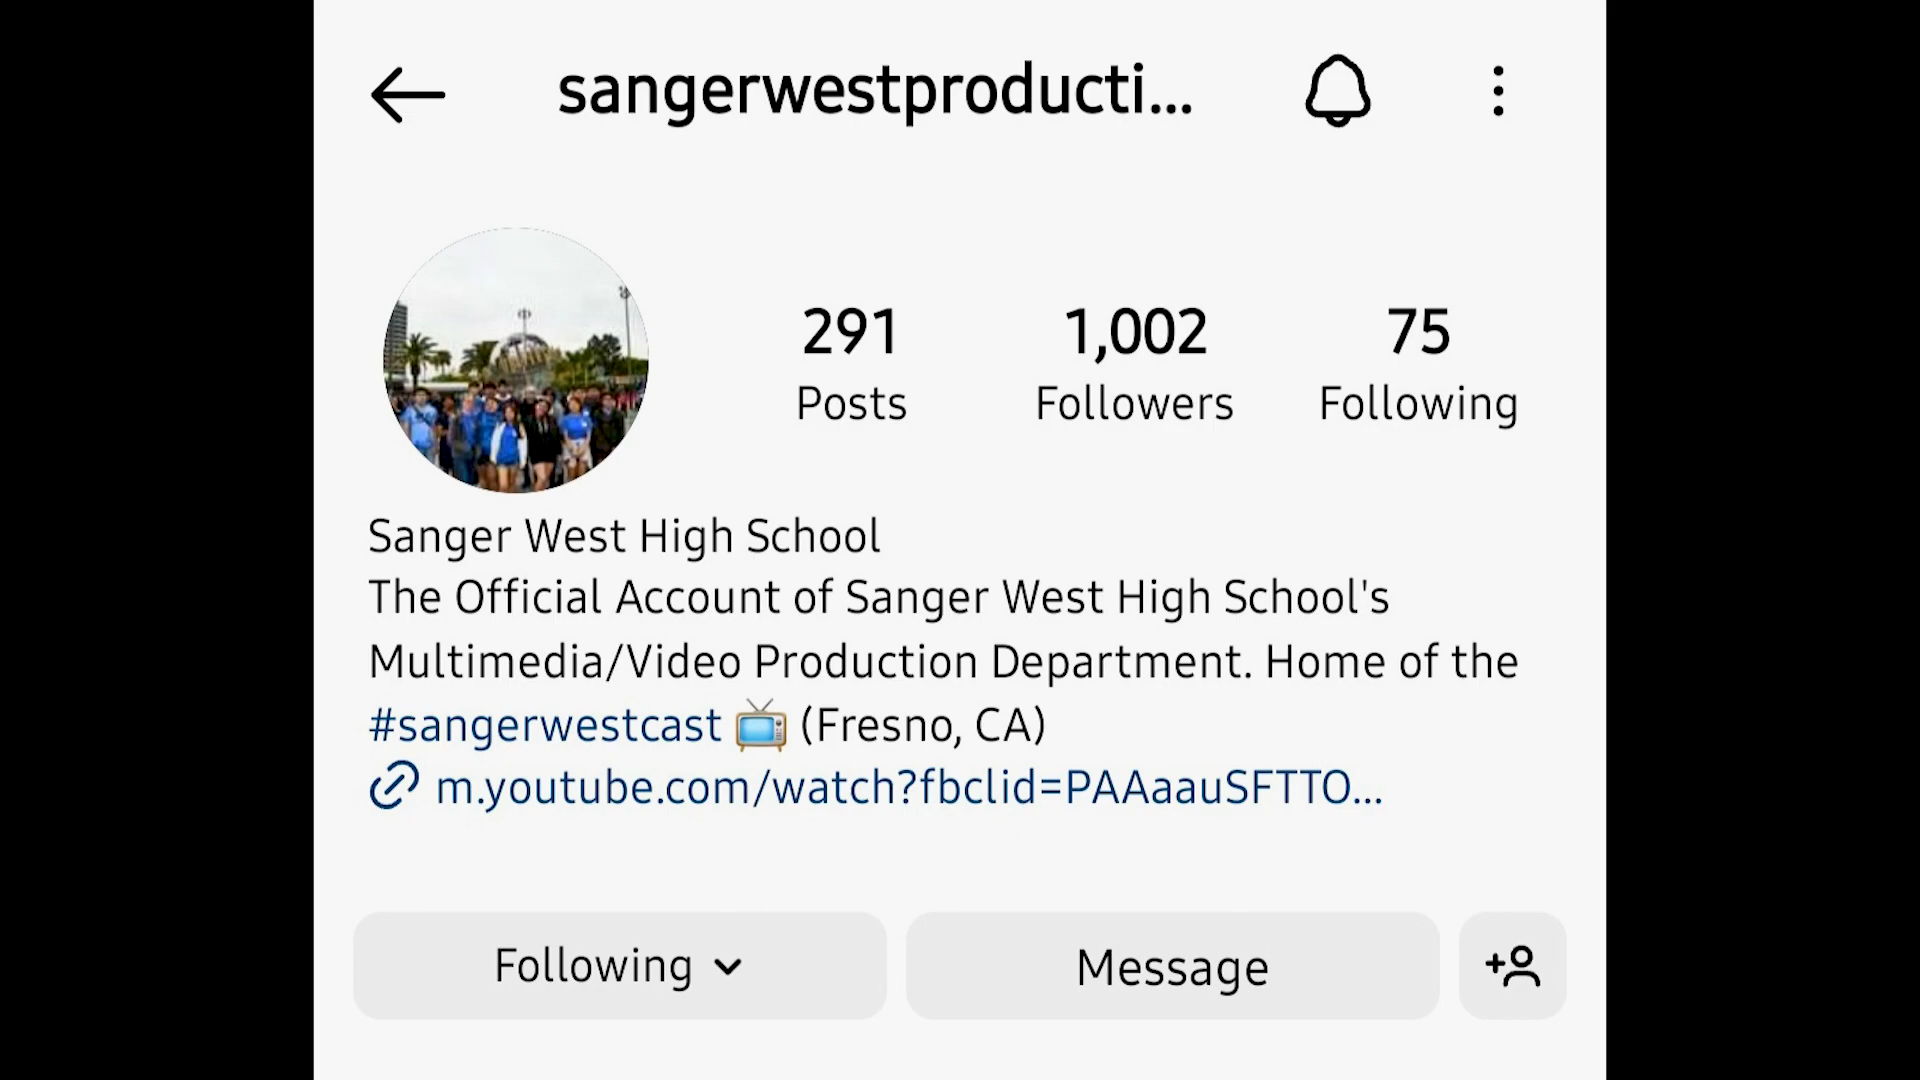 sangerwestproducti...
291 1,002 75
Posts Followers Following
Sanger West High School
The Official Account of Sanger West High School's
Multimedia/Video Production Department. Home of the
#sangerwestcast 📺 (Fresno, CA)
m.youtube.com/watch?fbclid=PAAaauSFTTO...
Following Message